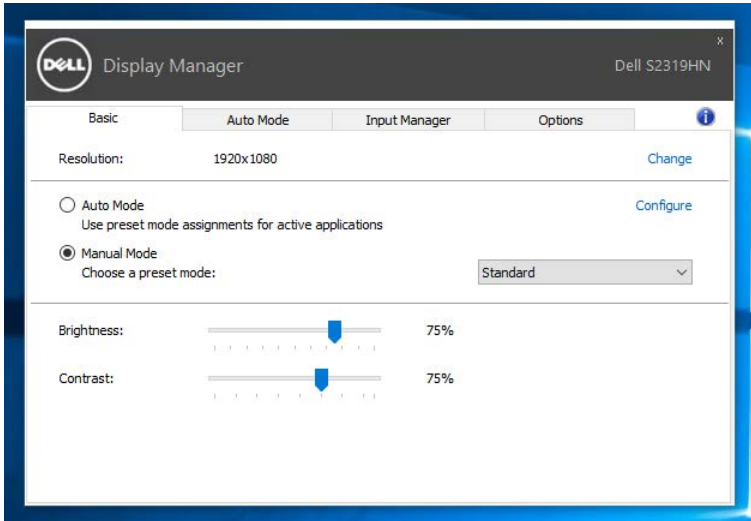 DELL Display Manager
x
Dell S2319HN
Basic Auto Mode Input Manager Options i
Resolution: 1920x1080 Change
Auto Mode Configure
Use preset mode assignments for active applications
Manual Mode
Choose a preset mode: Standard
Brightness: 75%
Contrast: 75%